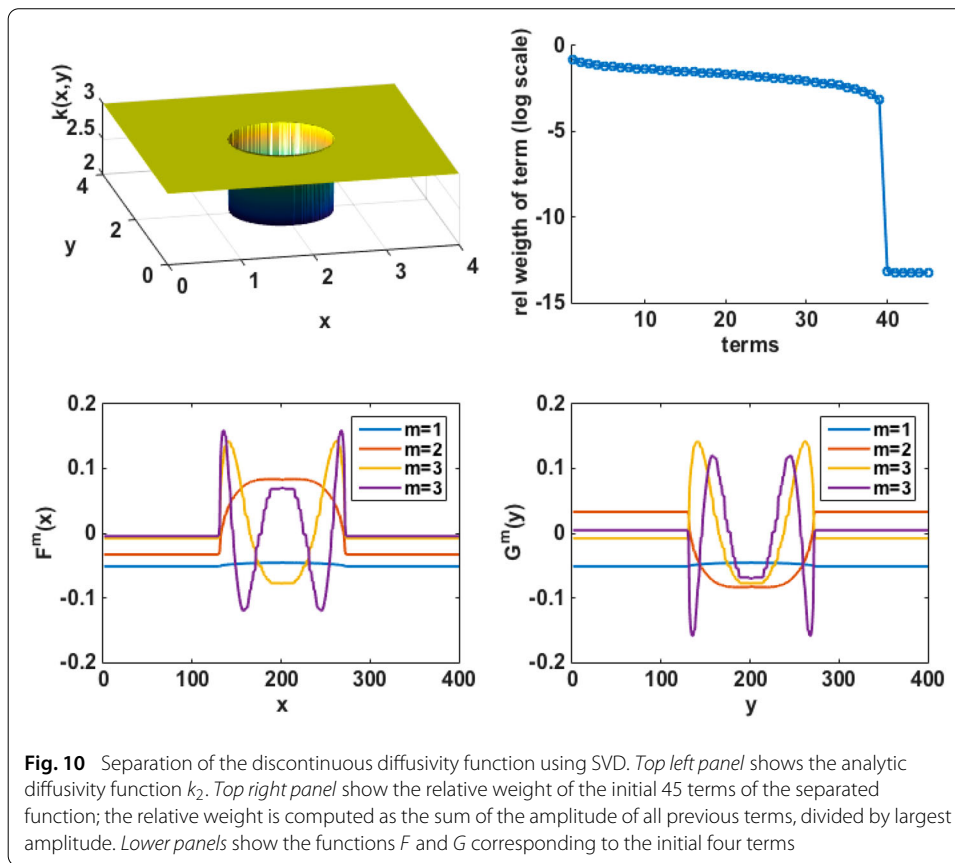 k(x,y)
3
2.5
2
4
2
0
y
0
1
2
3
4
x
rel weigth of term (log scale)
0
-5
-10
-15
10
20
30
40
terms
F^m(x)
0.2
0.1
0
-0.1
-0.2
m=1
m=2
m=3
m=3
0
100
200
300
400
x
G^m(y)
0.2
0.1
0
-0.1
-0.2
m=1
m=2
m=3
m=3
0
100
200
300
400
y
Fig. 10 Separation of the discontinuous diffusivity function using SVD. Top left panel shows the analytic
diffusivity function k₂. Top right panel show the relative weight of the initial 45 terms of the separated
function; the relative weight is computed as the sum of the amplitude of all previous terms, divided by largest
amplitude. Lower panels show the functions F and G corresponding to the initial four terms